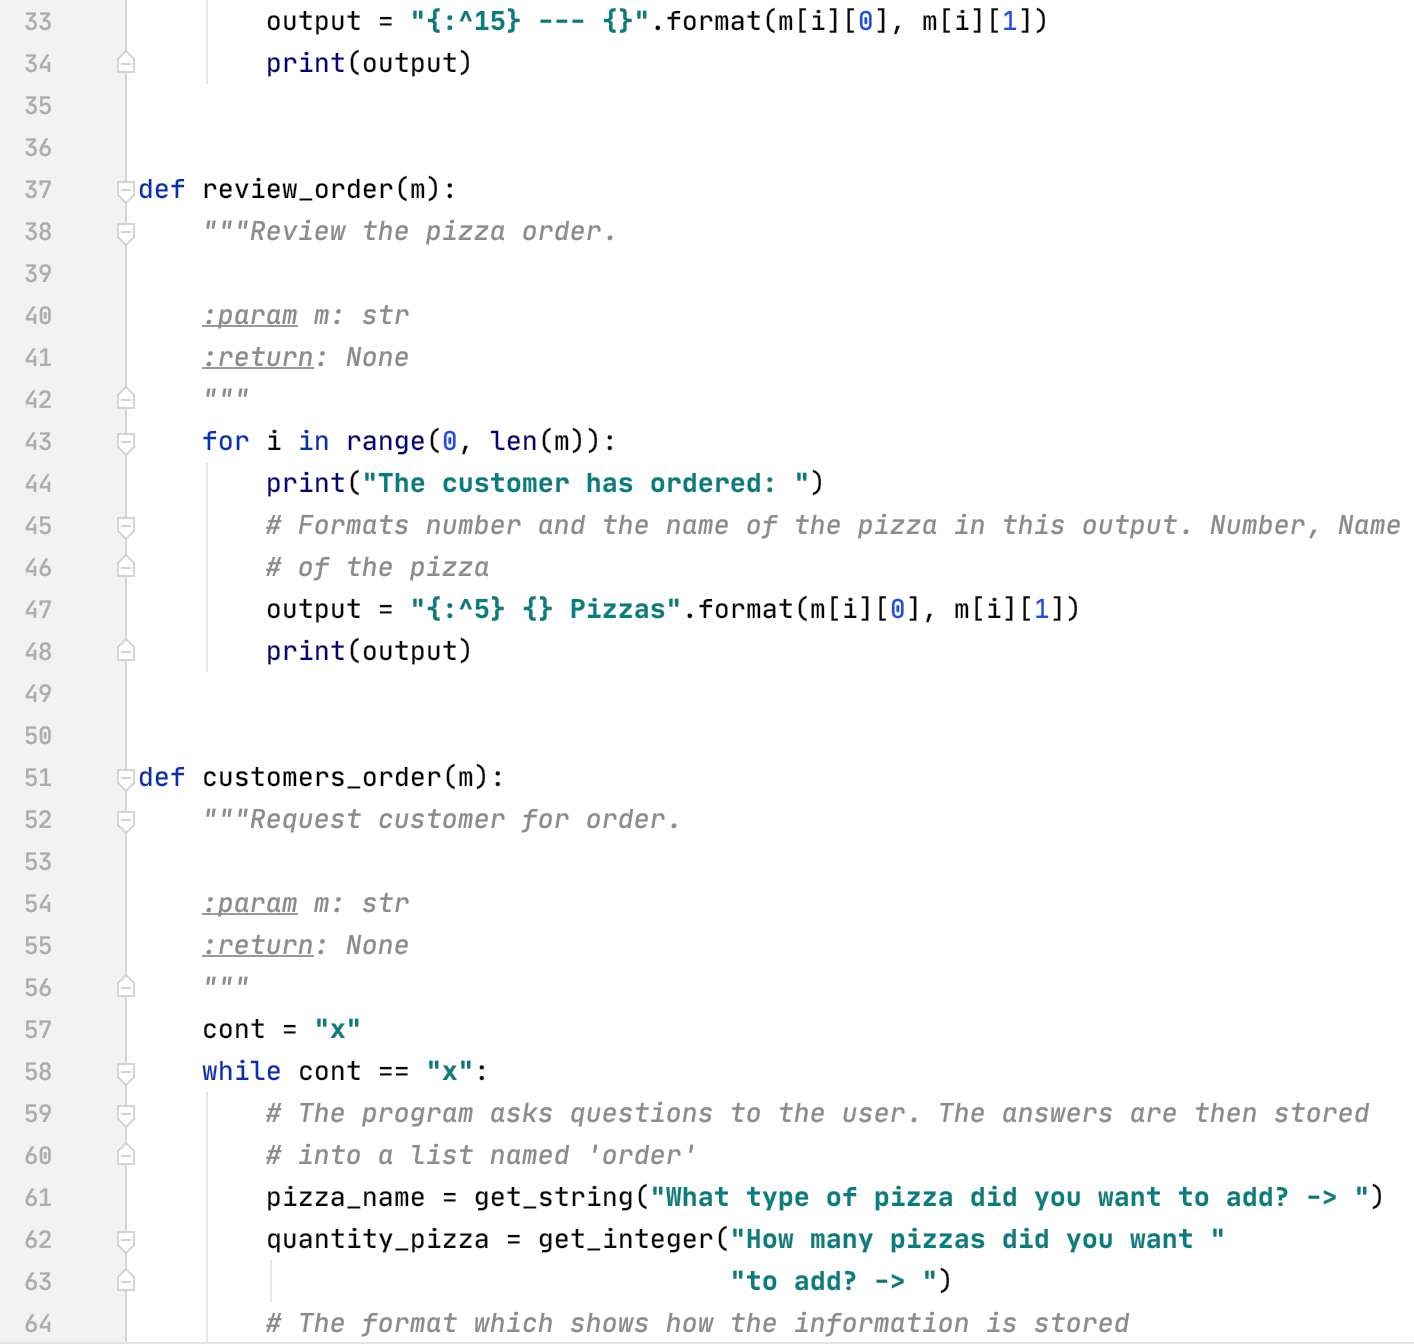 33 output = "{:^15} --- {}".format(m[i][0], m[i][1])
34 print(output)
35
36
37 def review_order(m):
38 """Review the pizza order.
39
40 :param m: str
41 :return: None
42 """
43 for i in range(0, len(m)):
44 print("The customer has ordered: ")
45 # Formats number and the name of the pizza in this output. Number, Name
46 # of the pizza
47 output = "{:^5} {} Pizzas".format(m[i][0], m[i][1])
48 print(output)
49
50
51 def customers_order(m):
52 """Request customer for order.
53
54 :param m: str
55 :return: None
56 """
57 cont = "x"
58 while cont == "x":
59 # The program asks questions to the user. The answers are then stored
60 # into a list named 'order'
61 pizza_name = get_string("What type of pizza did you want to add? -> ")
62 quantity_pizza = get_integer("How many pizzas did you want "
63 "to add? -> ")
64 # The format which shows how the information is stored